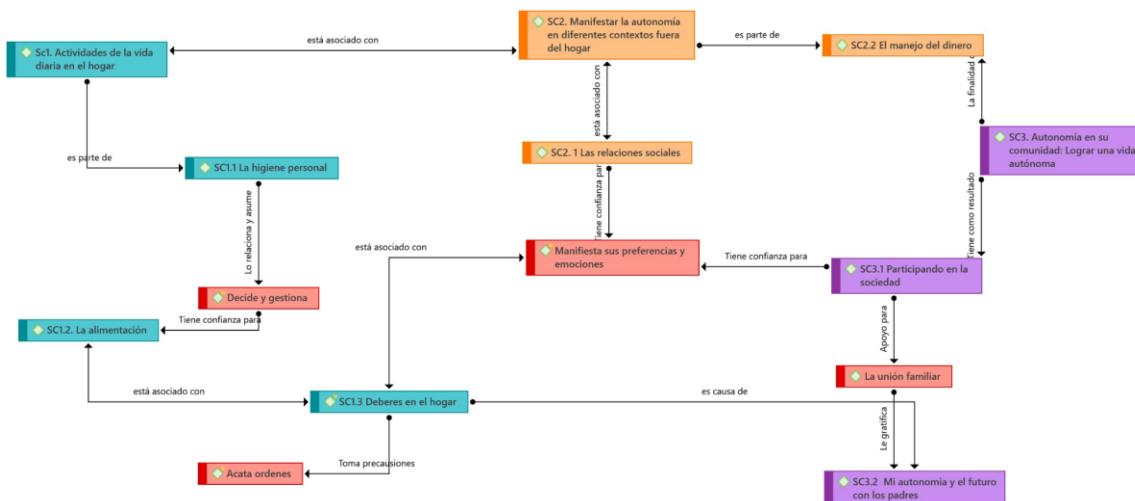 SC2. Manifestar la autonomía
en diferentes contextos fuera
del hogar
está asociado con
es parte de
Sc1. Actividades de la vida
diaria en el hogar
SC2.2 El manejo del dinero
La finalidad
está asociado con
SC3. Autonomía en su
comunidad: Lograr una vida
autónoma
es parte de
SC1.1 La higiene personal
SC2. 1 Las relaciones sociales
Lo relaciona y asume
Tiene confianza par
Tiene como resultado
está asociado con
Manifiesta sus preferencias y
emociones
Tiene confianza para
SC3.1 Participando en la
sociedad
Decide y gestiona
Tiene confianza para
SC1.2. La alimentación
Apoyo para
La unión familiar
está asociado con
SC1.3 Deberes en el hogar
es causa de
Le gratifica
Toma precausiones
Acata ordenes
SC3.2 Mi autonomia y el futuro
con los padres